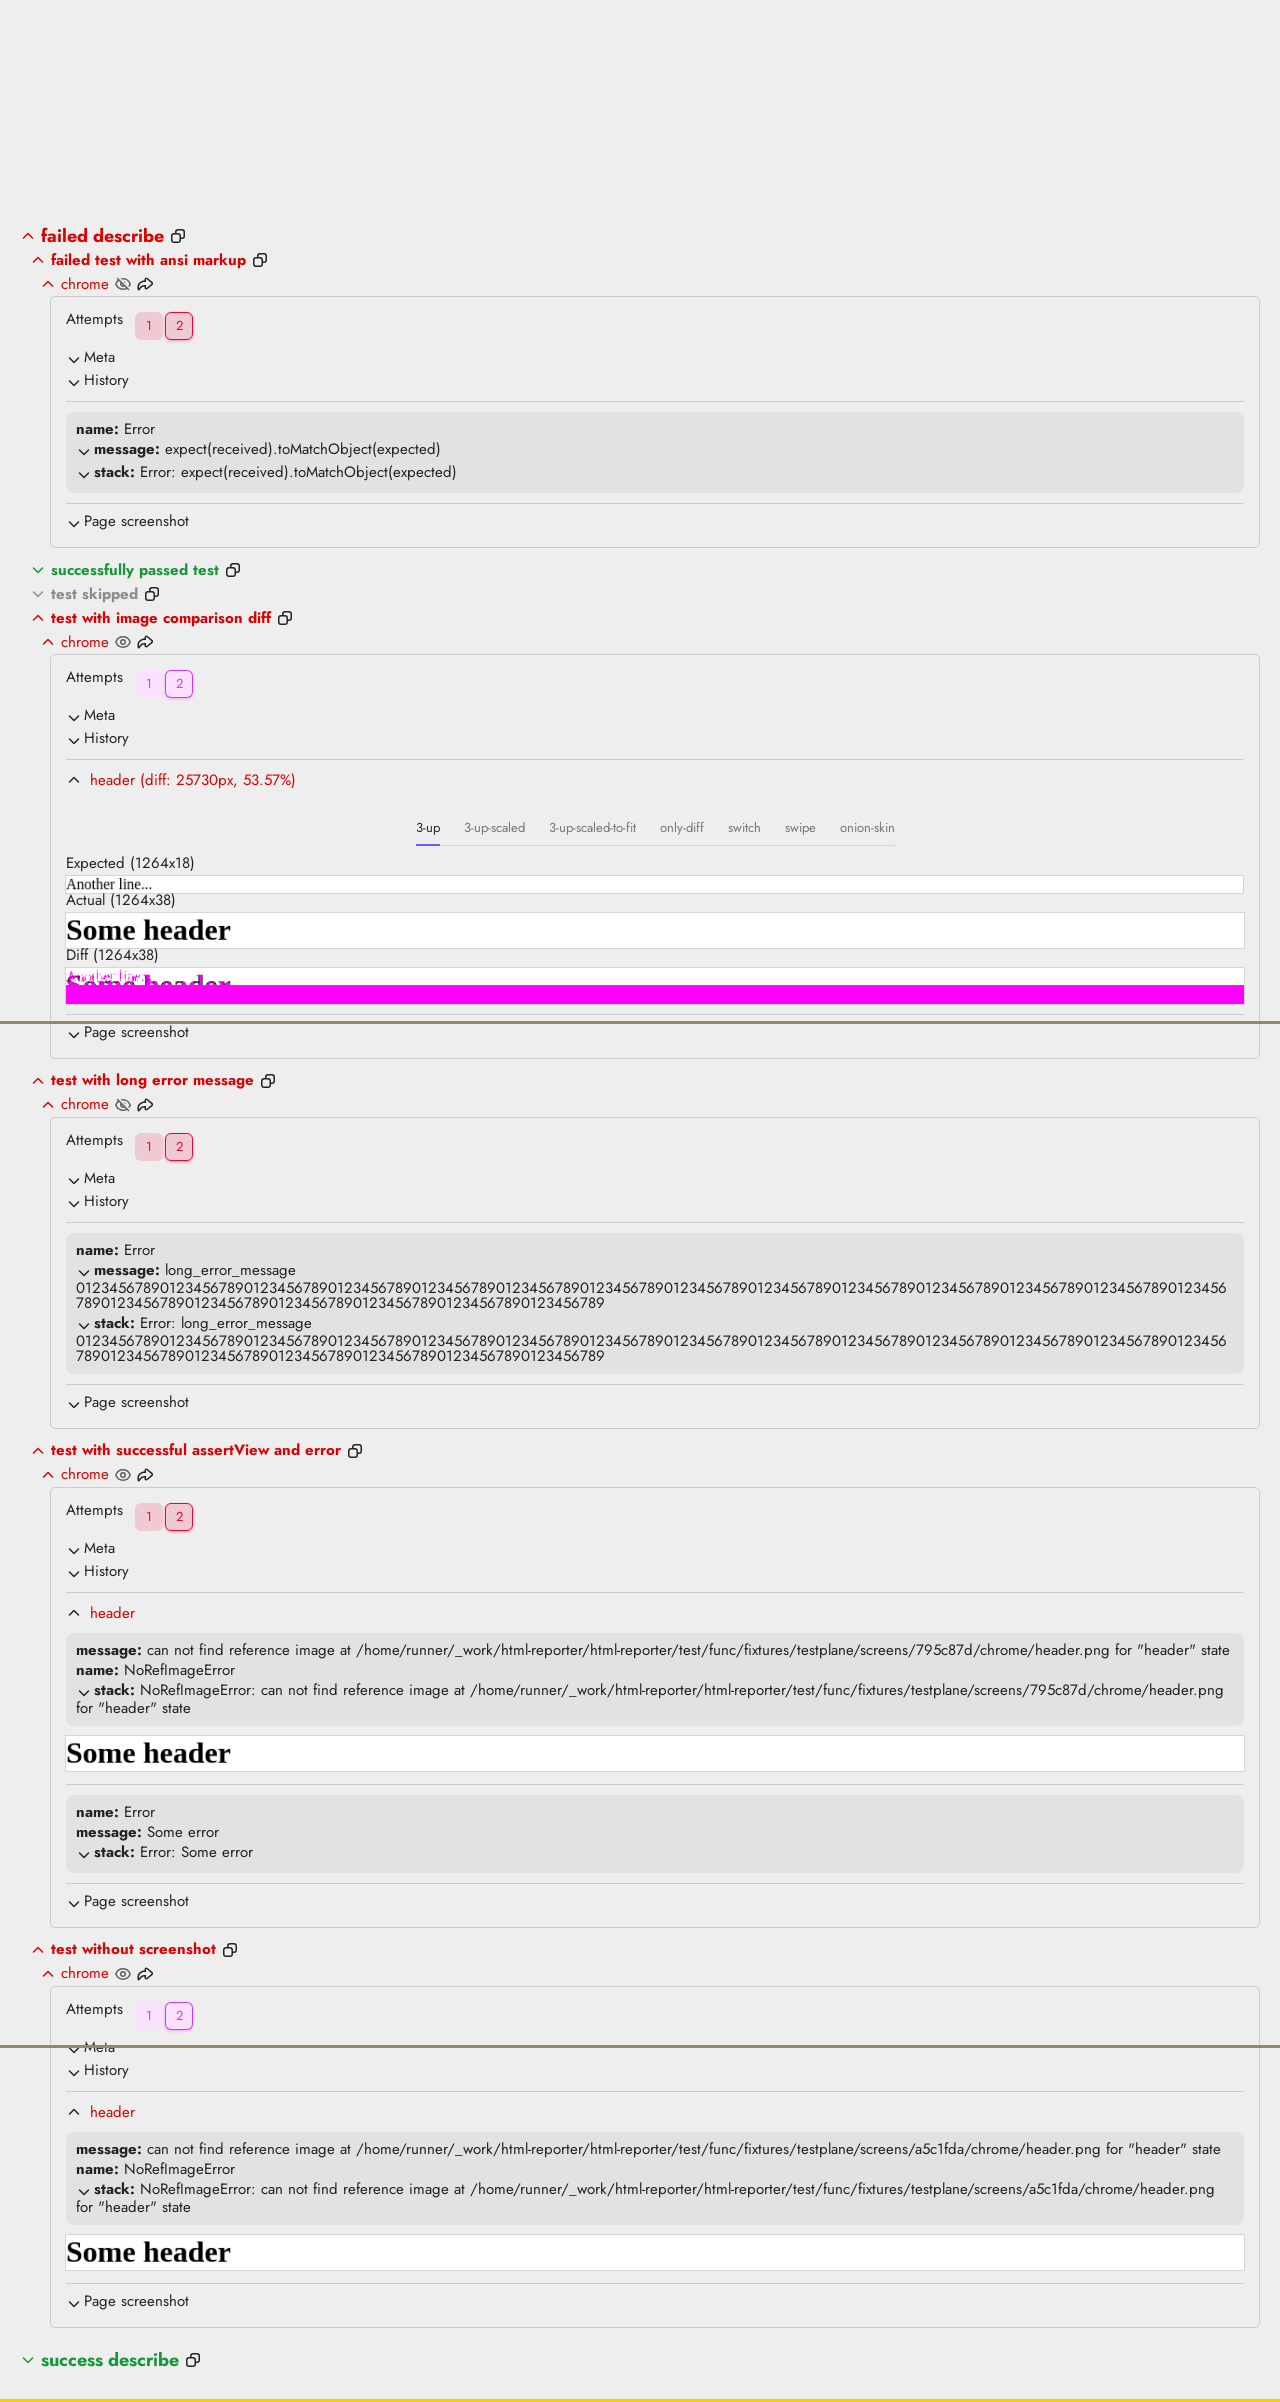 failed describe
failed test with ansi markup
chrome
Attempts 1 2
Meta
History
name: Error
message: expect(received).toMatchObject(expected)
stack: Error: expect(received).toMatchObject(expected)
Page screenshot
successfully passed test
test skipped
test with image comparison diff
chrome
Attempts 1 2
Meta
History
header (diff: 25730px, 53.57%)
3-up 3-up-scaled 3-up-scaled-to-fit only-diff switch swipe onion-skin
Expected (1264x18)
Another line...
Actual (1264x38)
Some header
Diff (1264x38)
Some header
Page screenshot
test with long error message
chrome
Attempts 1 2
Meta
History
name: Error
message: long_error_message
012345678901234567890123456789012345678901234567890123456789012345678901234567890123456789012345678901234567890123456789012345678901234567890123456
789012345678901234567890123456789012345678901234567890123456789
stack: Error: long_error_message
012345678901234567890123456789012345678901234567890123456789012345678901234567890123456789012345678901234567890123456789012345678901234567890123456
789012345678901234567890123456789012345678901234567890123456789
Page screenshot
test with successful assertView and error
chrome
Attempts 1 2
Meta
History
header
message: can not find reference image at /home/runner/_work/html-reporter/html-reporter/test/func/fixtures/testplane/screens/795c87d/chrome/header.png for "header" state
name: NoRefImageError
stack: NoRefImageError: can not find reference image at /home/runner/_work/html-reporter/html-reporter/test/func/fixtures/testplane/screens/795c87d/chrome/header.png
for "header" state
Some header
name: Error
message: Some error
stack: Error: Some error
Page screenshot
test without screenshot
chrome
Attempts 1 2
Meta
History
header
message: can not find reference image at /home/runner/_work/html-reporter/html-reporter/test/func/fixtures/testplane/screens/a5c1fda/chrome/header.png for "header" state
name: NoRefImageError
stack: NoRefImageError: can not find reference image at /home/runner/_work/html-reporter/html-reporter/test/func/fixtures/testplane/screens/a5c1fda/chrome/header.png
for "header" state
Some header
Page screenshot
success describe